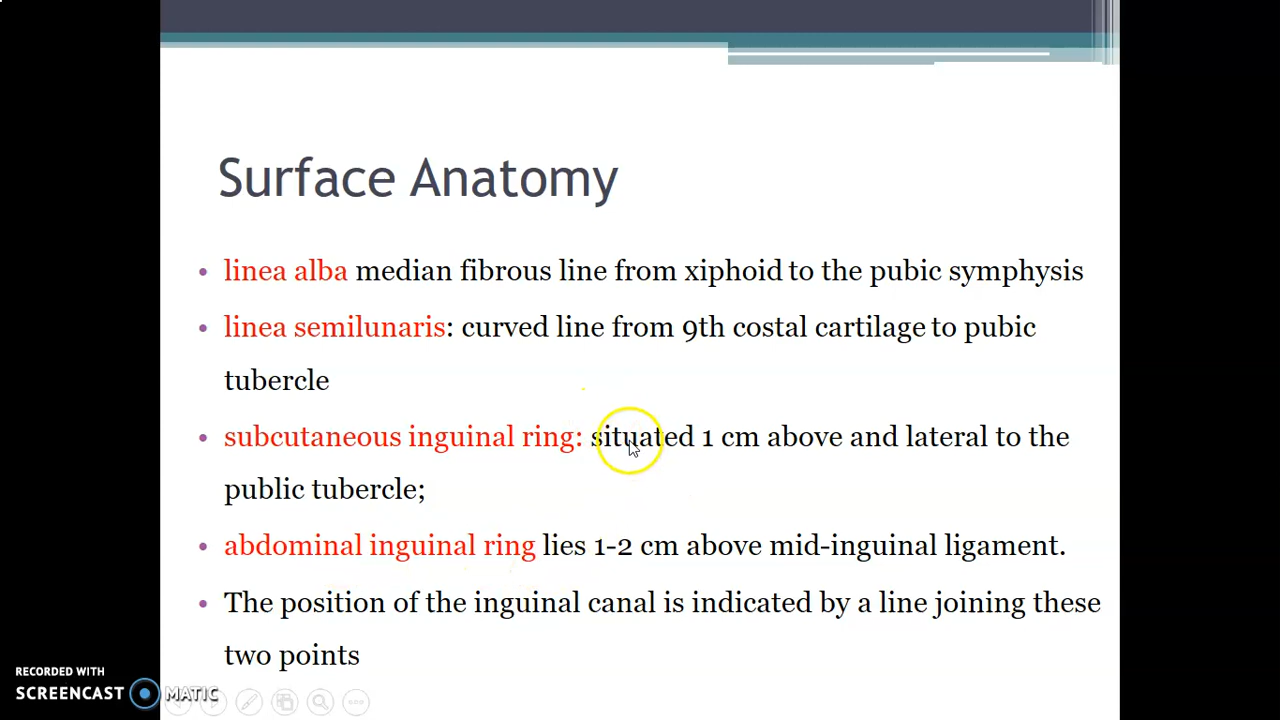 Surface Anatomy
• linea alba median fibrous line from xiphoid to the pubic symphysis
• linea semilunaris: curved line from 9th costal cartilage to pubic
tubercle
• subcutaneous inguinal ring: situated 1 cm above and lateral to the
public tubercle;
• abdominal inguinal ring lies 1-2 cm above mid-inguinal ligament.
• The position of the inguinal canal is indicated by a line joining these
two points
RECORDED WITH
SCREENCAST MATIC